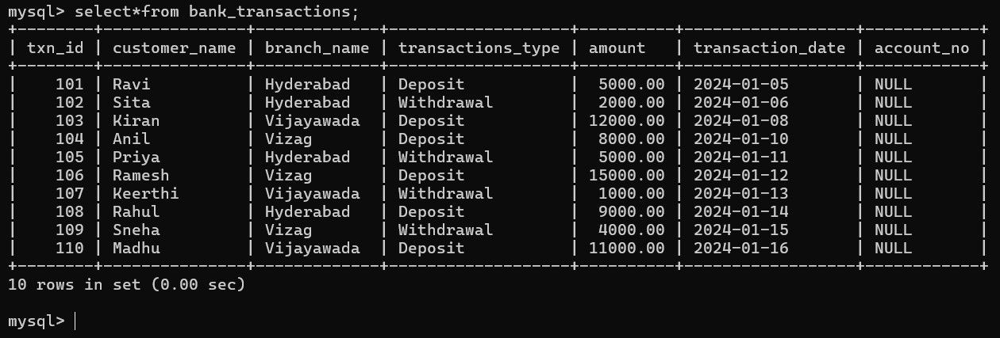 mysql> select*from bank_transactions;
+--------+---------------+-------------+-------------------+----------+------------------+------------+
| txn_id | customer_name | branch_name | transactions_type | amount   | transaction_date | account_no |
+--------+---------------+-------------+-------------------+----------+------------------+------------+
|    101 | Ravi          | Hyderabad   | Deposit           |  5000.00 | 2024-01-05       | NULL       |
|    102 | Sita          | Hyderabad   | Withdrawal        |  2000.00 | 2024-01-06       | NULL       |
|    103 | Kiran         | Vijayawada  | Deposit           | 12000.00 | 2024-01-08       | NULL       |
|    104 | Anil          | Vizag       | Deposit           |  8000.00 | 2024-01-10       | NULL       |
|    105 | Priya         | Hyderabad   | Withdrawal        |  5000.00 | 2024-01-11       | NULL       |
|    106 | Ramesh        | Vizag       | Deposit           | 15000.00 | 2024-01-12       | NULL       |
|    107 | Keerthi       | Vijayawada  | Withdrawal        |  1000.00 | 2024-01-13       | NULL       |
|    108 | Rahul         | Hyderabad   | Deposit           |  9000.00 | 2024-01-14       | NULL       |
|    109 | Sneha         | Vizag       | Withdrawal        |  4000.00 | 2024-01-15       | NULL       |
|    110 | Madhu         | Vijayawada  | Deposit           | 11000.00 | 2024-01-16       | NULL       |
+--------+---------------+-------------+-------------------+----------+------------------+------------+
10 rows in set (0.00 sec)
mysql>